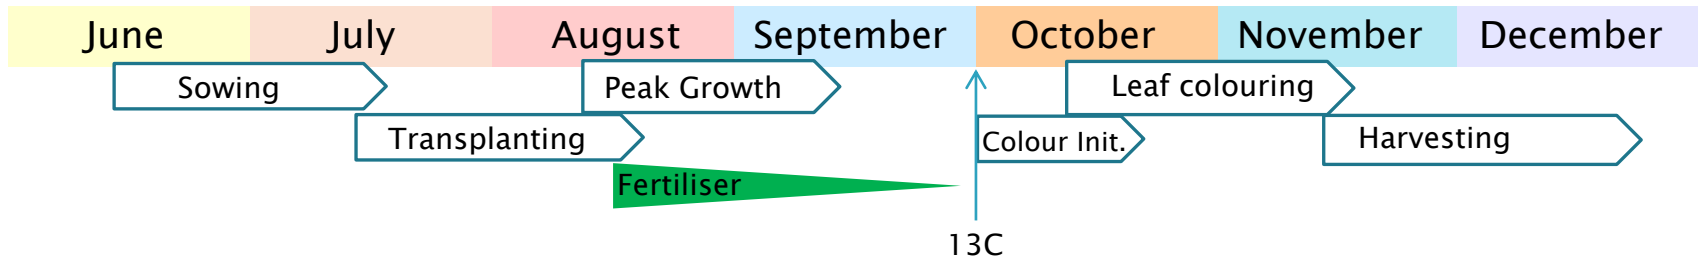 June July August September October November December
Sowing Peak Growth Leaf colouring
Transplanting Colour Init. Harvesting
Fertiliser
13C